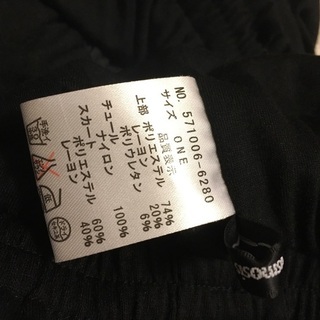 NO. 571006-6280
サイズ ONE
品質表示
上部 ポリエステル 74%
レーヨン 20%
ポリウレタン 6%
チュール ナイロン 100%
スカート ポリエステル 60%
レーヨン 40%